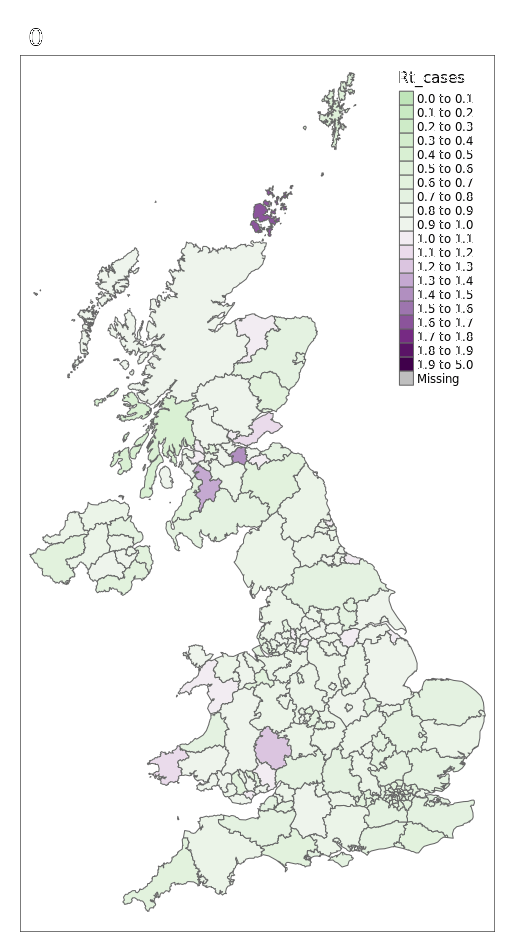 0
Rt_cases
0.0 to 0.1
0.1 to 0.2
0.2 to 0.3
0.3 to 0.4
0.4 to 0.5
0.5 to 0.6
0.6 to 0.7
0.7 to 0.8
0.8 to 0.9
0.9 to 1.0
1.0 to 1.1
1.1 to 1.2
1.2 to 1.3
1.3 to 1.4
1.4 to 1.5
1.5 to 1.6
1.6 to 1.7
1.7 to 1.8
1.8 to 1.9
1.9 to 5.0
Missing